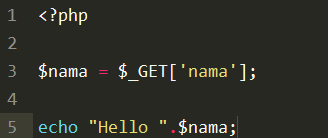 1 <?php
2
3 $nama = $_GET['nama'];
4
5 echo "Hello ".$nama;